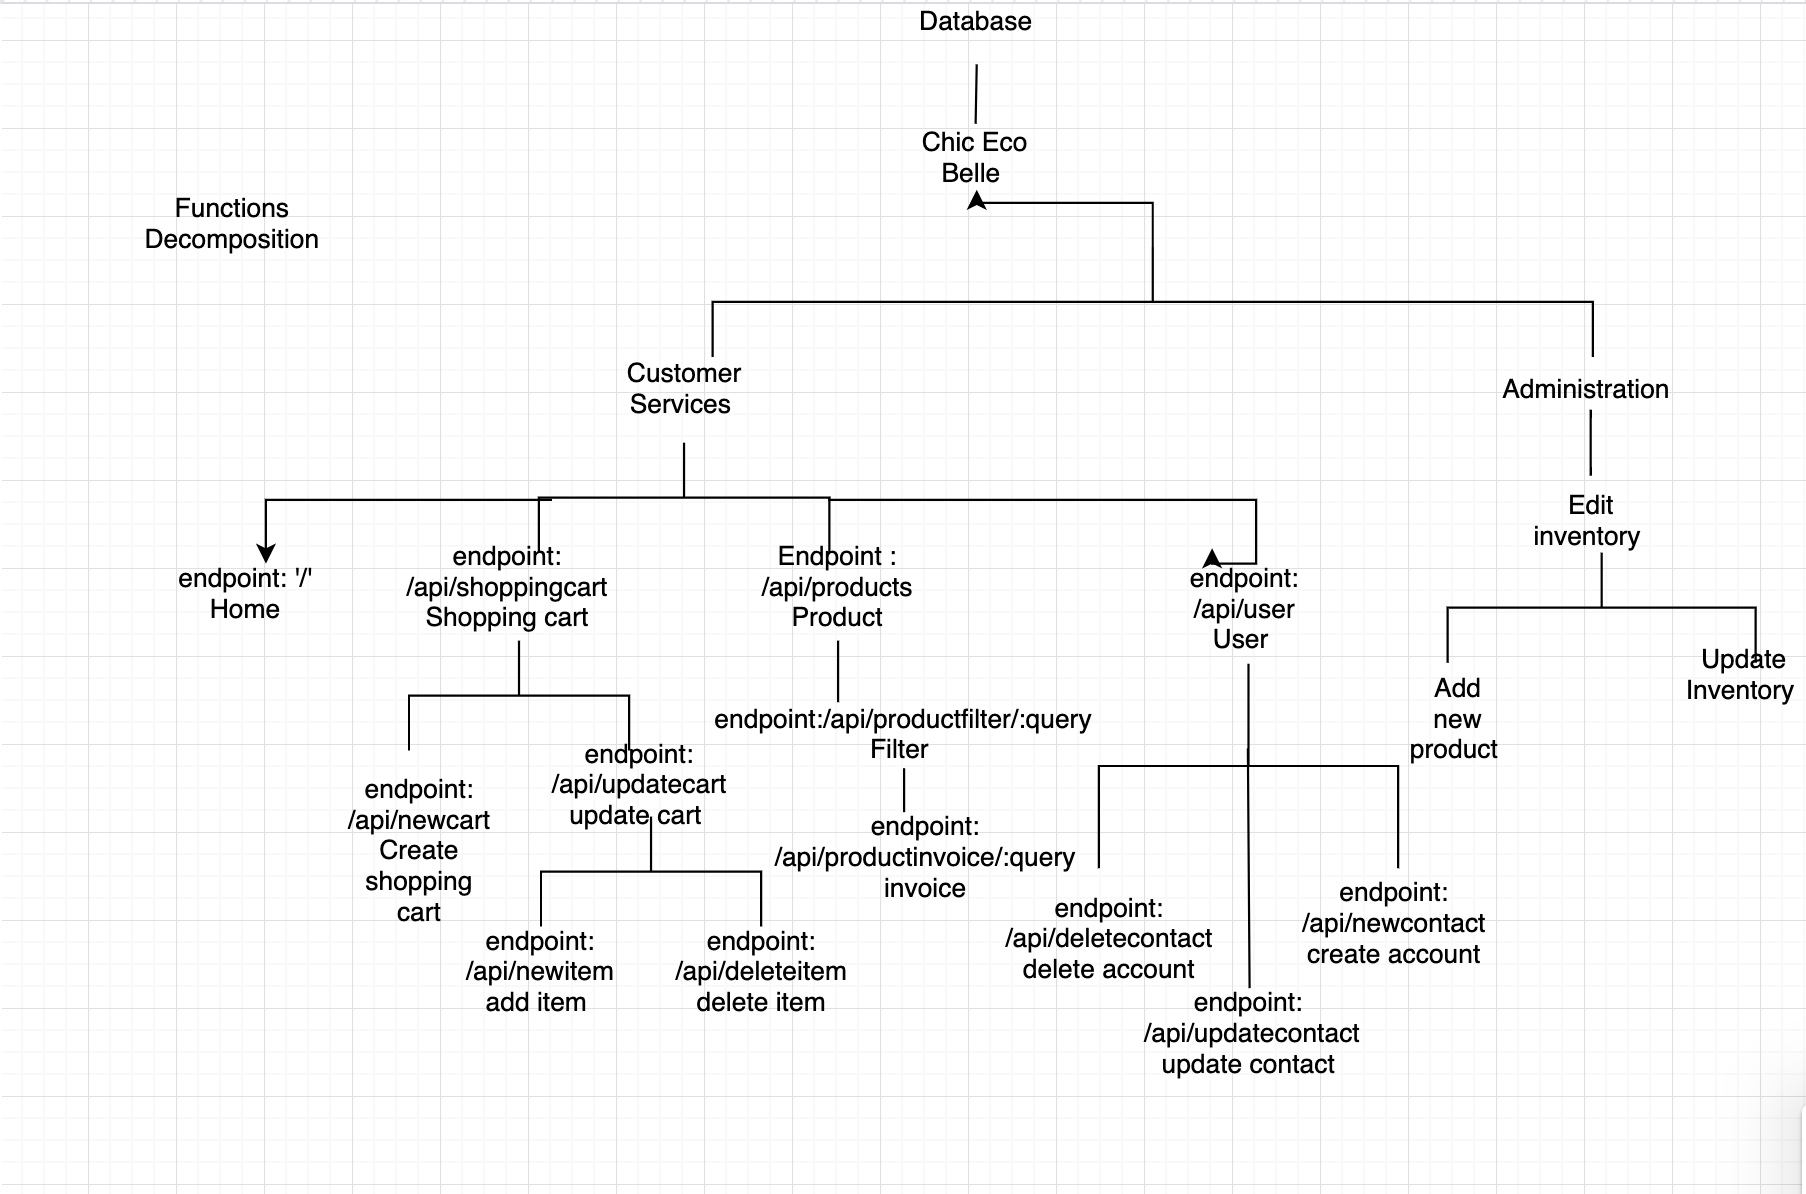 Database
Chic Eco
Belle
Functions
Decomposition
Customer
Services
Administration
Edit
inventory
endpoint: '/'
Home
endpoint:
/api/shoppingcart
Shopping cart
Endpoint :
/api/products
Product
endpoint:
/api/user
User
Add
new
product
Update
Inventory
endpoint:/api/productfilter/:query
Filter
endpoint:
/api/newcart
Create
shopping
cart
endpoint:
/api/updatecart
update cart
endpoint:
/api/productinvoice/:query
invoice
endpoint:
/api/newitem
add item
endpoint:
/api/deleteitem
delete item
endpoint:
/api/deletecontact
delete account
endpoint:
/api/newcontact
create account
endpoint:
/api/updatecontact
update contact